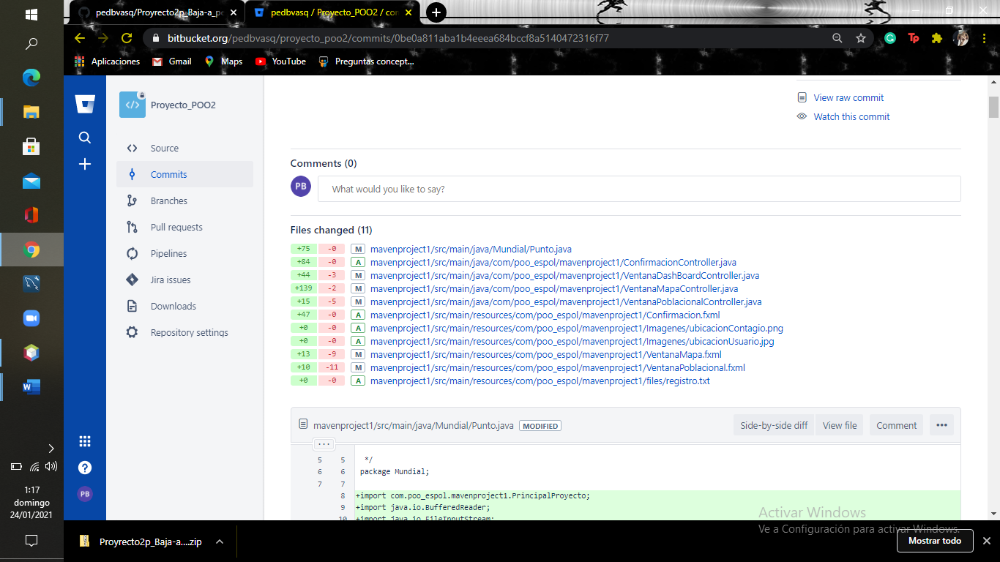 pedbvasq/Proyrecto2p_Baja-a_pe
pedbvasq / Proyecto_POO2 / con
bitbucket.org/pedbvasq/proyecto_poo2/commits/0be0a811aba1b4eeea684bccf8a5140472316f77
Aplicaciones
Gmail
Maps
YouTube
Preguntas concept...
Proyecto_POO2
Source
Commits
Branches
Pull requests
Pipelines
Jira issues
Downloads
Repository settings
View raw commit
Watch this commit
Comments (0)
PB What would you like to say?
Files changed (11)
+75 -0 M mavenproject1/src/main/java/Mundial/Punto.java
+84 -0 A mavenproject1/src/main/java/com/poo_espol/mavenproject1/ConfirmacionController.java
+44 -3 M mavenproject1/src/main/java/com/poo_espol/mavenproject1/VentanaDashBoardController.java
+139 -2 M mavenproject1/src/main/java/com/poo_espol/mavenproject1/VentanaMapaController.java
+15 -5 M mavenproject1/src/main/java/com/poo_espol/mavenproject1/VentanaPoblacionalController.java
+47 -0 A mavenproject1/src/main/resources/com/poo_espol/mavenproject1/Confirmacion.fxml
+0 -0 A mavenproject1/src/main/resources/com/poo_espol/mavenproject1/Imagenes/ubicacionContagio.png
+0 -0 A mavenproject1/src/main/resources/com/poo_espol/mavenproject1/Imagenes/ubicacionUsuario.jpg
+13 -9 M mavenproject1/src/main/resources/com/poo_espol/mavenproject1/VentanaMapa.fxml
+10 -11 M mavenproject1/src/main/resources/com/poo_espol/mavenproject1/VentanaPoblacional.fxml
+0 -0 A mavenproject1/src/main/resources/com/poo_espol/mavenproject1/files/registro.txt
mavenproject1/src/main/java/Mundial/Punto.java MODIFIED
Side-by-side diff View file Comment •••
...
5 5 */
6 6 package Mundial;
7 7
8 +import com.poo_espol.mavenproject1.PrincipalProyecto;
9 +import java.io.BufferedReader;
10 +import java.io.FileInputStream;
PB
1:17
domingo
24/01/2021
Activar Windows
Ve a Configuración para activar Windows.
Proyrecto2p_Baja-a....zip
Mostrar todo